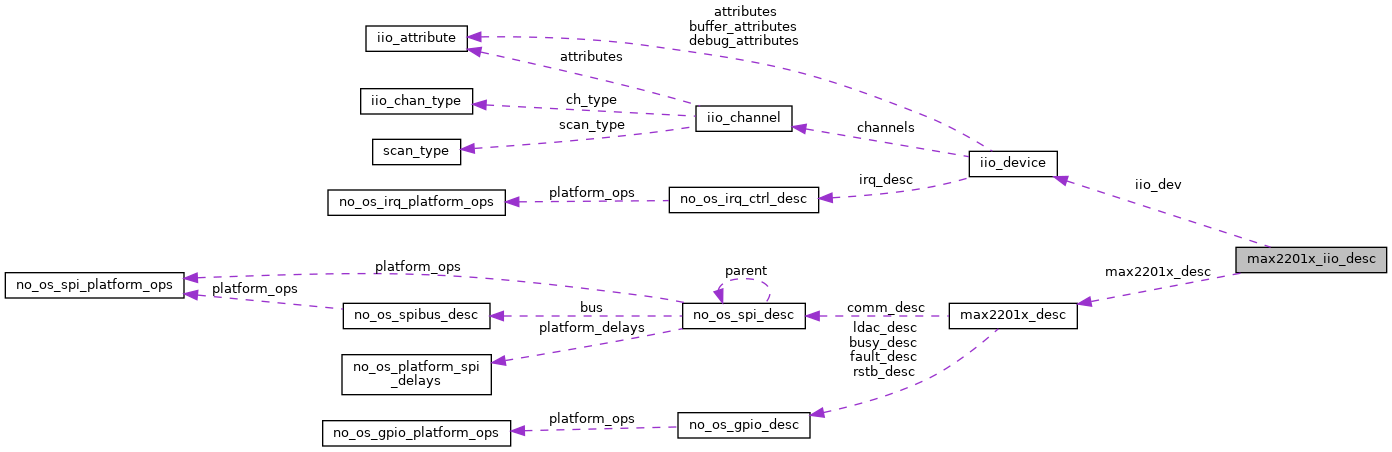 attributes
buffer_attributes
debug_attributes
iio_attribute
attributes
iio_chan_type
ch_type
iio_channel
scan_type
scan_type
channels
iio_device
irq_desc
no_os_irq_platform_ops
platform_ops
no_os_irq_ctrl_desc
iio_dev
max2201x_iio_desc
max2201x_desc
no_os_spi_platform_ops
platform_ops
platform_ops
parent
no_os_spibus_desc
bus
no_os_spi_desc
comm_desc
max2201x_desc
platform_delays
ldac_desc
busy_desc
fault_desc
rstb_desc
no_os_platform_spi
_delays
no_os_gpio_platform_ops
platform_ops
no_os_gpio_desc